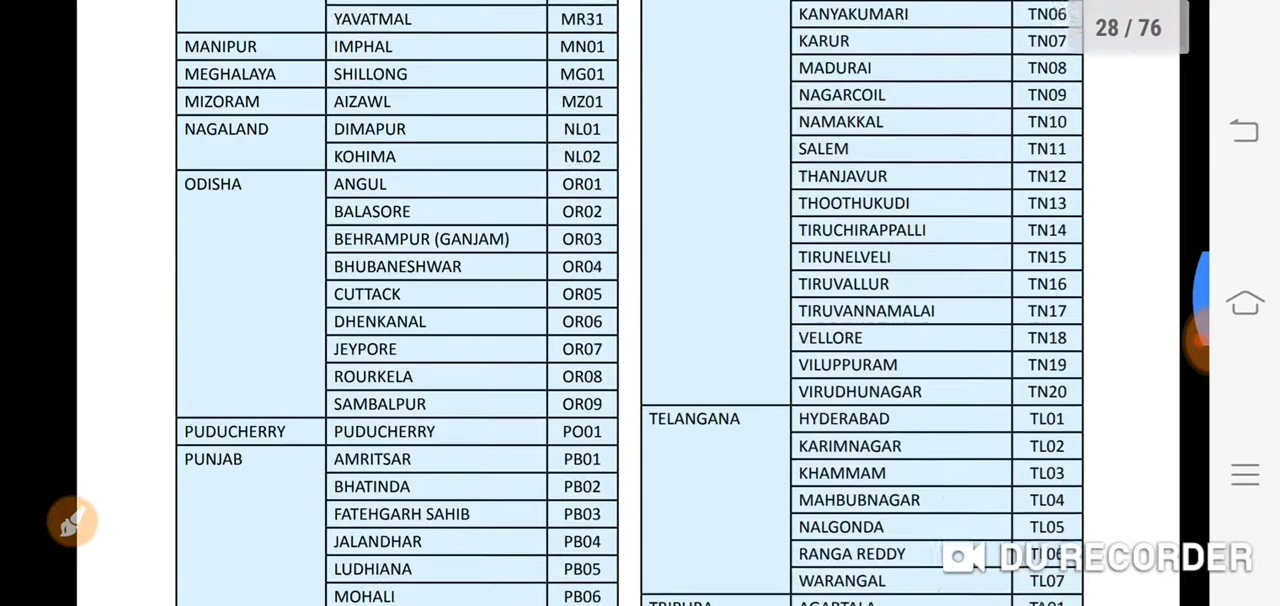 YAVATMAL MR31
MANIPUR IMPHAL MN01
MEGHALAYA SHILLONG MG01
MIZORAM AIZAWL MZ01
NAGALAND DIMAPUR NL01
KOHIMA NL02
ODISHA ANGUL OR01
BALASORE OR02
BEHRAMPUR (GANJAM) OR03
BHUBANESHWAR OR04
CUTTACK OR05
DHENKANAL OR06
JEYPORE OR07
ROURKELA OR08
SAMBALPUR OR09
PUDUCHERRY PUDUCHERRY PO01
PUNJAB AMRITSAR PB01
BHATINDA PB02
FATEHGARH SAHIB PB03
JALANDHAR PB04
LUDHIANA PB05
MOHALI PB06
KANYAKUMARI TN06
KARUR TN07
MADURAI TN08
NAGARCOIL TN09
NAMAKKAL TN10
SALEM TN11
THANJAVUR TN12
THOOTHUKUDI TN13
TIRUCHIRAPPALLI TN14
TIRUNELVELI TN15
TIRUVALLUR TN16
TIRUVANNAMALAI TN17
VELLORE TN18
VILUPPURAM TN19
VIRUDHUNAGAR TN20
TELANGANA HYDERABAD TL01
KARIMNAGAR TL02
KHAMMAM TL03
MAHBUBNAGAR TL04
NALGONDA TL05
RANGA REDDY TL06
WARANGAL TL07
TRIPURA AGARTALA TA01
28 / 76
DU RECORDER